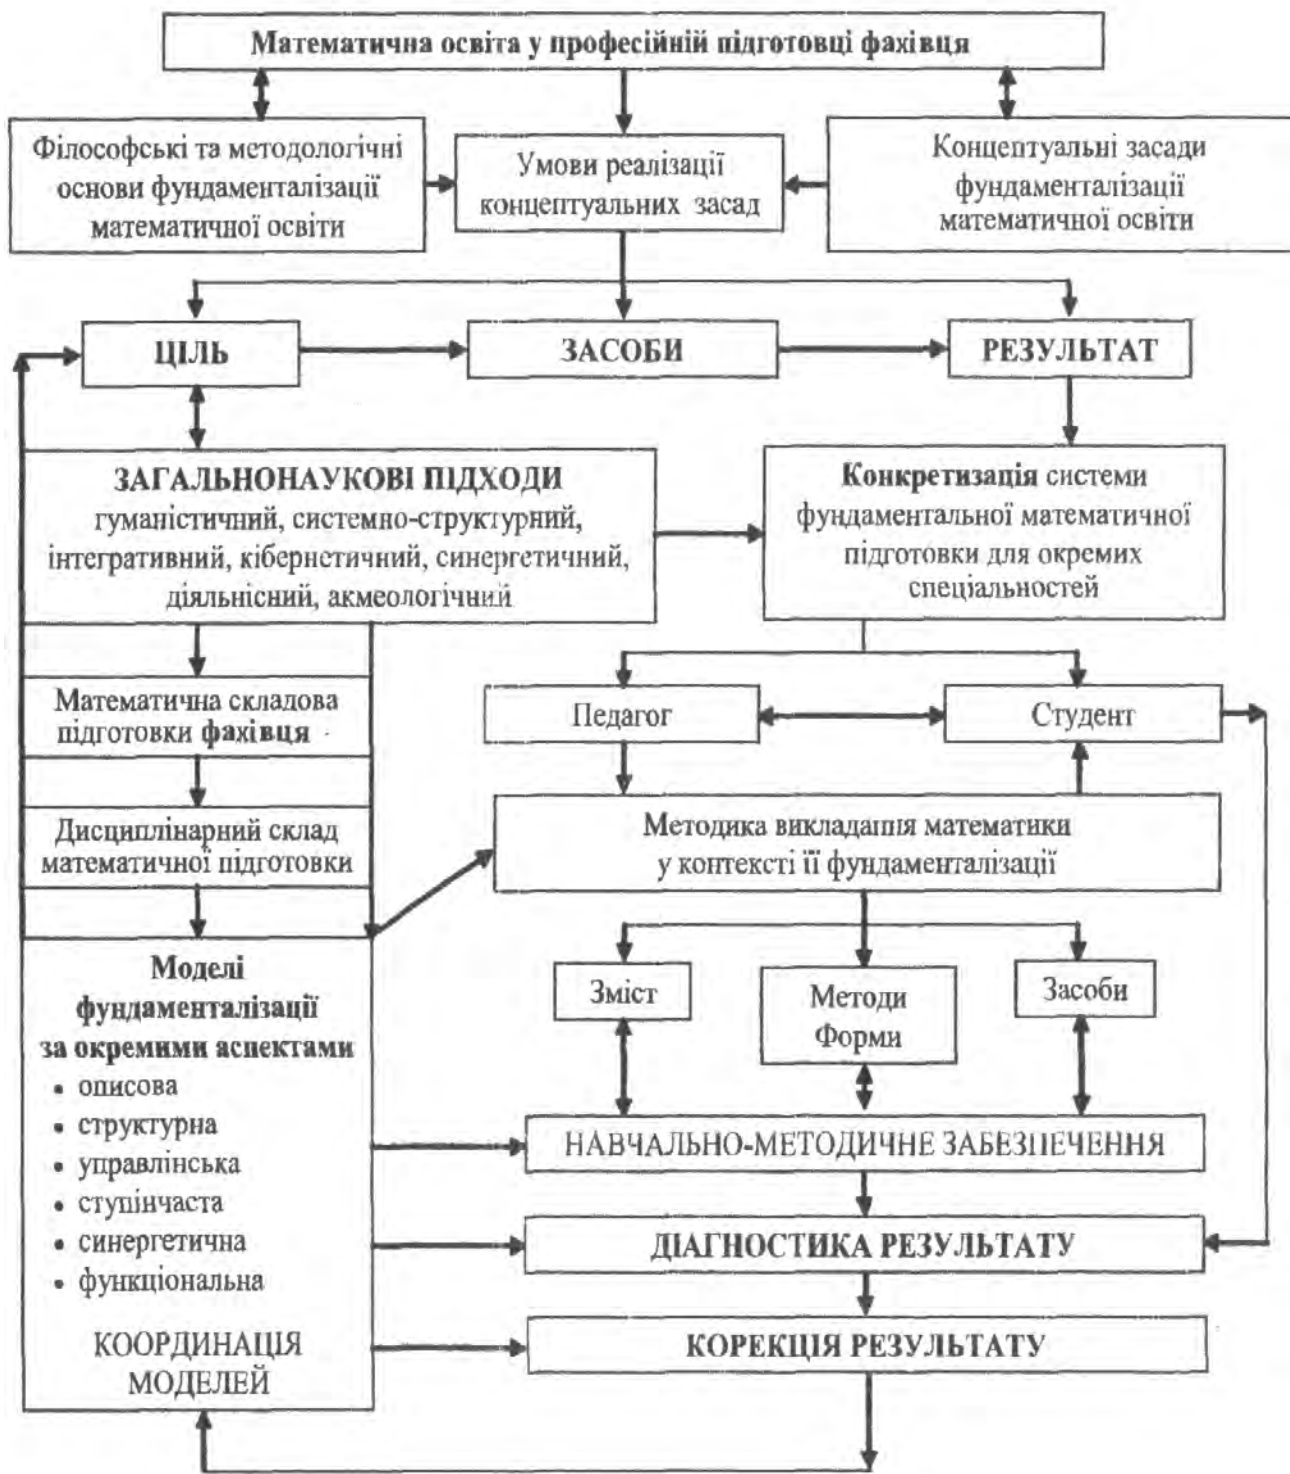 Математична освіта у професійній підготовці фахівця
Філософські та методологічні
основи фундаменталізації
математичної освіти
Умови реалізації
концептуальних засад
Концептуальні засади
фундаменталізації
математичної освіти
ЦІЛЬ
ЗАСОБИ
РЕЗУЛЬТАТ
ЗАГАЛЬНОНАУКОВІ ПІДХОДИ
гуманістичний, системно-структурний,
інтегративний, кібернетичний, синергетичний,
діяльнісний, акмеологічний
Конкретизація системи
фундаментальної математичної
підготовки для окремих
спеціальностей
Математична складова
підготовки фахівця
Педагог
Студент
Дисциплінарний склад
математичної підготовки
Методика викладання математики
у контексті її фундаменталізації
Моделі
фундаменталізації
за окремими аспектами
• описова
• структурна
• управлінська
• ступінчаста
• синергетична
• функціональна
КООРДИНАЦІЯ
МОДЕЛЕЙ
Зміст
Методи
Форми
Засоби
НАВЧАЛЬНО-МЕТОДИЧНЕ ЗАБЕЗПЕЧЕННЯ
ДІАГНОСТИКА РЕЗУЛЬТАТУ
КОРЕКЦІЯ РЕЗУЛЬТАТУ